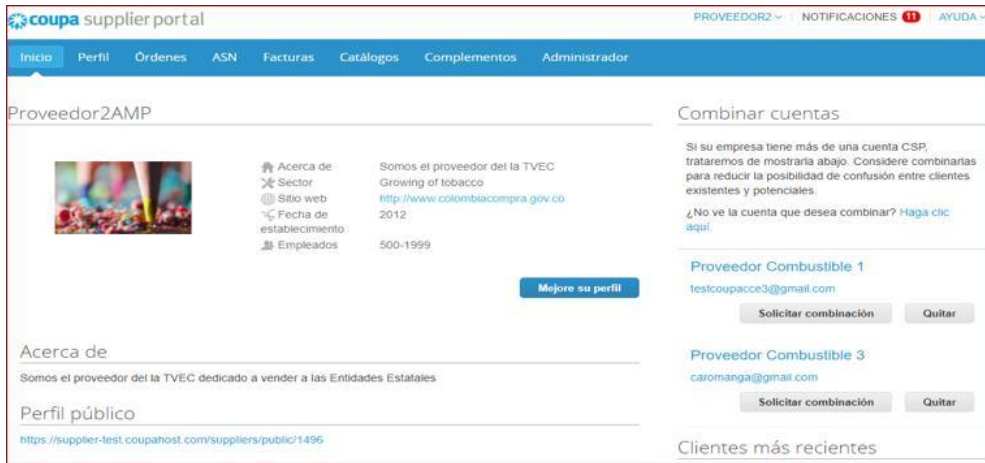 coupa supplier portal
PROVEEDOR2
NOTIFICACIONES 11
AYUDA
Inicio Perfil Órdenes ASN Facturas Catálogos Complementos Administrador
Proveedor2AMP
Acerca de Somos el proveedor del la TVEC
Sector Growing of tobacco
Sitio web http://www.colombiacompra.gov.co
Fecha de establecimiento 2012
Empleados 500-1999
Mejore su perfil
Acerca de
Somos el proveedor del la TVEC dedicado a vender a las Entidades Estatales
Perfil público
https://supplier-test.coupahost.com/suppliers/public/1496
Combinar cuentas
Si su empresa tiene más de una cuenta CSP,
trataremos de mostrarla abajo. Considere combinarlas
para reducir la posibilidad de confusión entre clientes
existentes y potenciales.
¿No ve la cuenta que desea combinar? Haga clic
aquí.
Proveedor Combustible 1
testcoupacce3@gmail.com
Solicitar combinación Quitar
Proveedor Combustible 3
caromanga@gmail.com
Solicitar combinación Quitar
Clientes más recientes